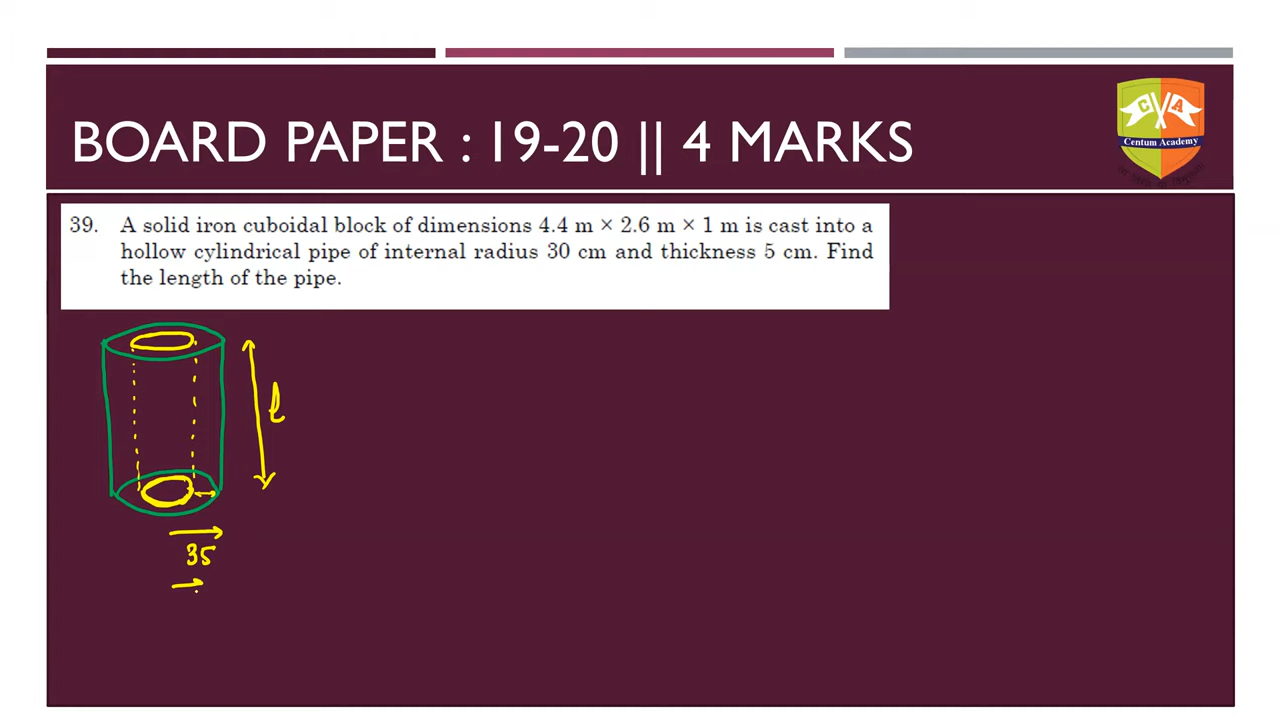 BOARD PAPER : 19-20 || 4 MARKS
C A
Centum Academy
39. A solid iron cuboidal block of dimensions 4.4 m × 2.6 m × 1 m is cast into a
hollow cylindrical pipe of internal radius 30 cm and thickness 5 cm. Find
the length of the pipe.
l
35